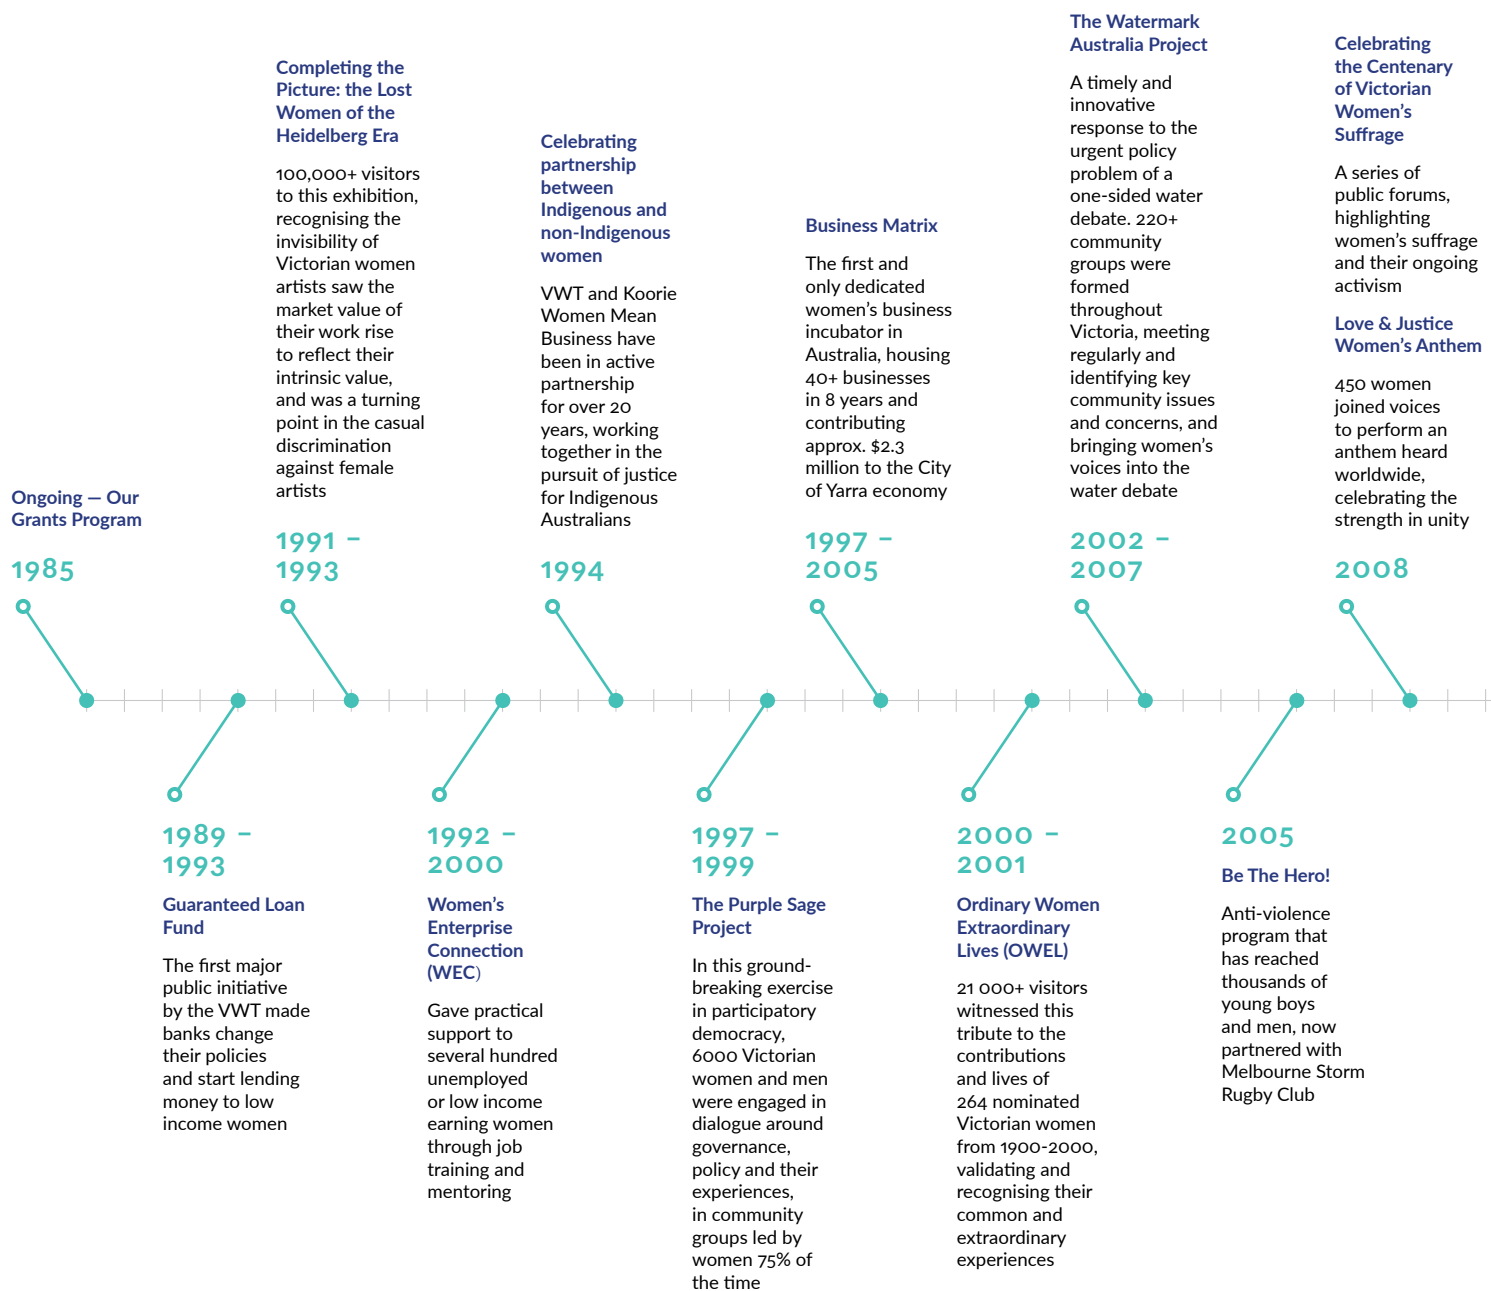 Ongoing — Our
Grants Program
1985
Completing the
Picture: the Lost
Women of the
Heidelberg Era
100,000+ visitors
to this exhibition,
recognising the
invisibility of
Victorian women
artists saw the
market value of
their work rise
to reflect their
intrinsic value,
and was a turning
point in the casual
discrimination
against female
artists
1991 –
1993
Celebrating
partnership
between
Indigenous and
non-Indigenous
women
VWT and Koorie
Women Mean
Business have
been in active
partnership
for over 20
years, working
together in the
pursuit of justice
for Indigenous
Australians
1994
Business Matrix
The first and
only dedicated
women’s business
incubator in
Australia, housing
40+ businesses
in 8 years and
contributing
approx. $2.3
million to the City
of Yarra economy
1997 –
2005
The Watermark
Australia Project
A timely and
innovative
response to the
urgent policy
problem of a
one-sided water
debate. 220+
community
groups were
formed
throughout
Victoria, meeting
regularly and
identifying key
community issues
and concerns, and
bringing women’s
voices into the
water debate
2002 –
2007
Celebrating
the Centenary
of Victorian
Women’s
Suffrage
A series of
public forums,
highlighting
women’s suffrage
and their ongoing
activism
Love & Justice
Women’s Anthem
450 women
joined voices
to perform an
anthem heard
worldwide,
celebrating the
strength in unity
2008
1989 –
1993
Guaranteed Loan
Fund
The first major
public initiative
by the VWT made
banks change
their policies
and start lending
money to low
income women
1992 –
2000
Women’s
Enterprise
Connection
(WEC)
Gave practical
support to
several hundred
unemployed
or low income
earning women
through job
training and
mentoring
1997 –
1999
The Purple Sage
Project
In this ground-
breaking exercise
in participatory
democracy,
6000 Victorian
women and men
were engaged in
dialogue around
governance,
policy and their
experiences,
in community
groups led by
women 75% of
the time
2000 –
2001
Ordinary Women
Extraordinary
Lives (OWEL)
21 000+ visitors
witnessed this
tribute to the
contributions
and lives of
264 nominated
Victorian women
from 1900-2000,
validating and
recognising their
common and
extraordinary
experiences
2005
Be The Hero!
Anti-violence
program that
has reached
thousands of
young boys
and men, now
partnered with
Melbourne Storm
Rugby Club